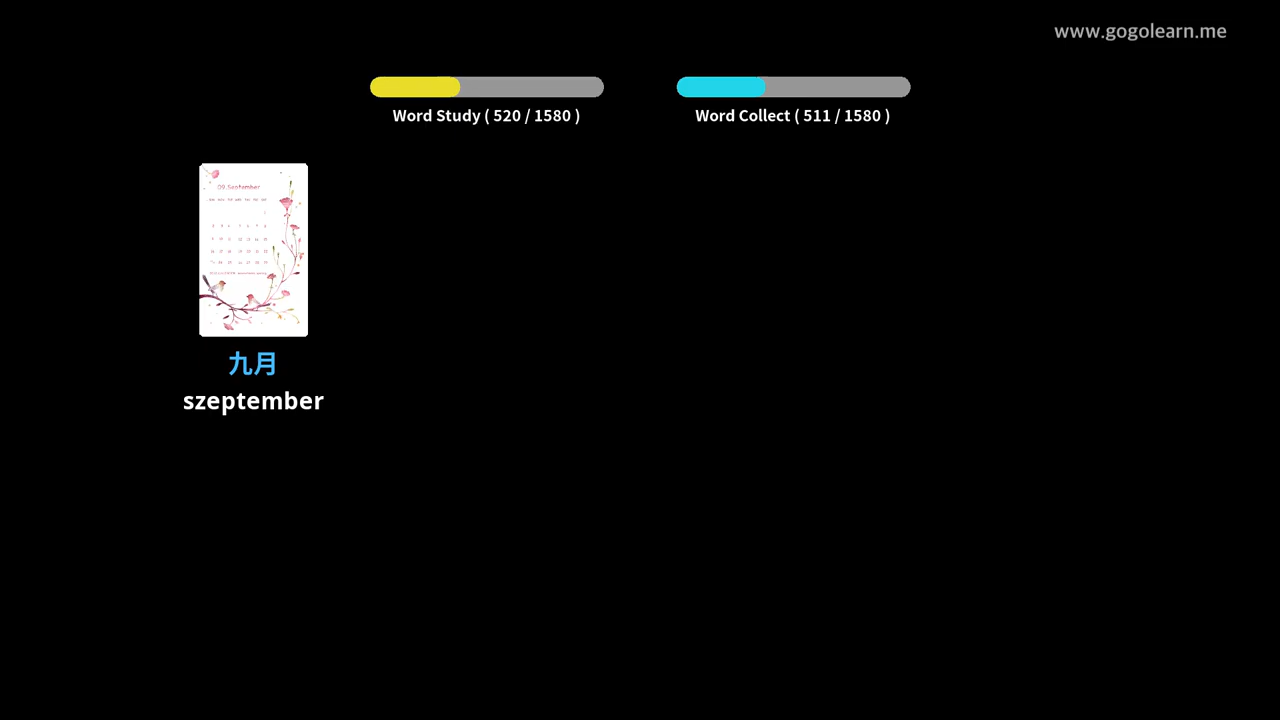 www.gogolearn.me
Word Study ( 520 / 1580 )
Word Collect ( 511 / 1580 )
09.September
九月
szeptember